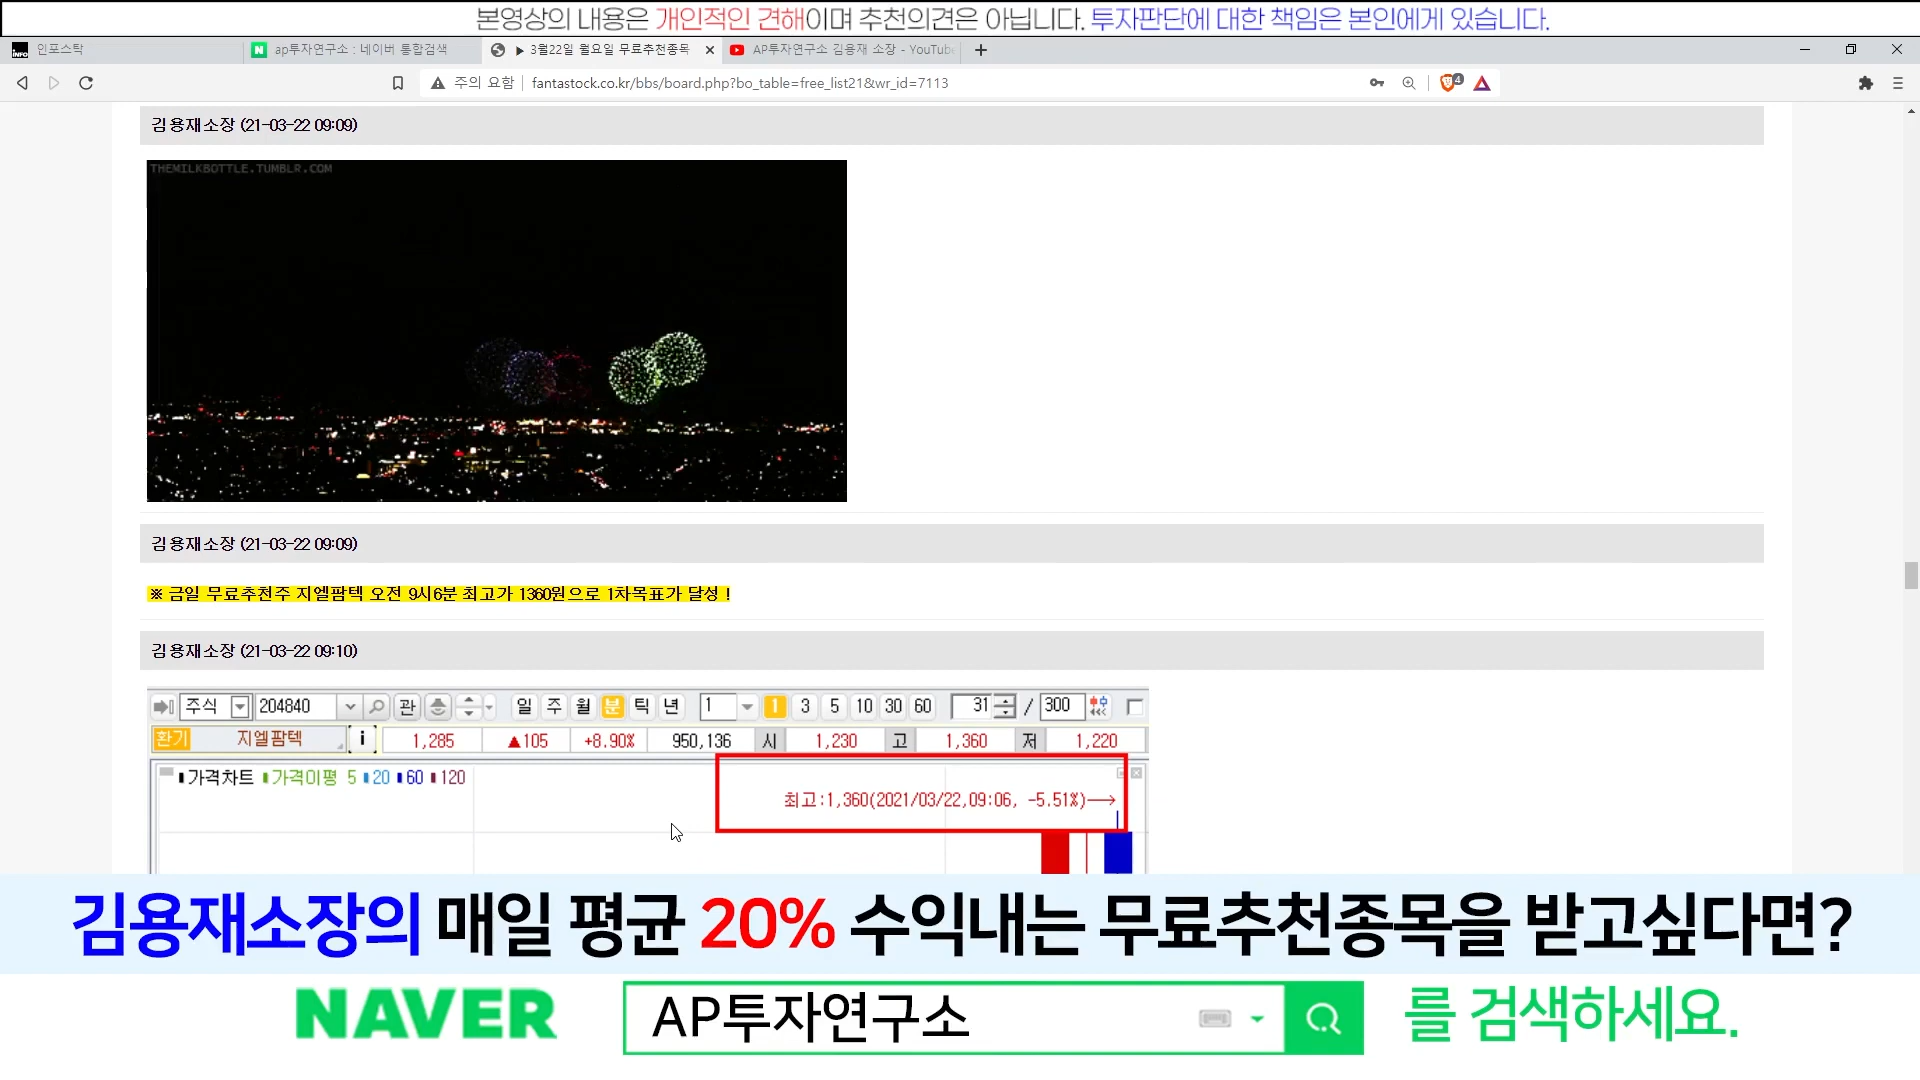 본영상의 내용은 개인적인 견해이며 추천의견은 아닙니다. 투자판단에 대한 책임은 본인에게 있습니다.
인포스탁
ap투자연구소 : 네이버 통합검색
▶ 3월22일 월요일 무료추천종목
AP투자연구소 김용재 소장 - YouTube
주의 요함
fantastock.co.kr/bbs/board.php?bo_table=free_list21&wr_id=7113
4
김용재소장 (21-03-22 09:09)
THEMILKBOTTLE.TUMBLR.COM
김용재소장 (21-03-22 09:09)
※ 금일 무료추천주 지엘팜텍 오전 9시6분 최고가 1360원으로 1차목표가 달성 !
김용재소장 (21-03-22 09:10)
주식 204840 관 일 주 월 분 틱 년 1 1 3 5 10 30 60 31 / 300
환기 지엘팜텍 i 1,285 ▲105 +8.90% 950,136 시 1,230 고 1,360 저 1,220
가격차트 가격이평 5 20 60 120
최고:1,360(2021/03/22,09:06, -5.51%)→
김용재소장의 매일 평균 20% 수익내는 무료추천종목을 받고싶다면?
NAVER AP투자연구소 를 검색하세요.